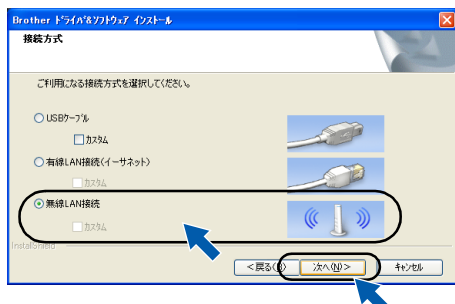 Brother ドライバ&ソフトウェア インストール
接続方式
ご利用になる接続方式を選択してください。
USBケーブル
カスタム
有線LAN接続(イーサネット)
カスタム
無線LAN接続
カスタム
InstallShield
<戻る(B) 次へ(N)> キャンセル